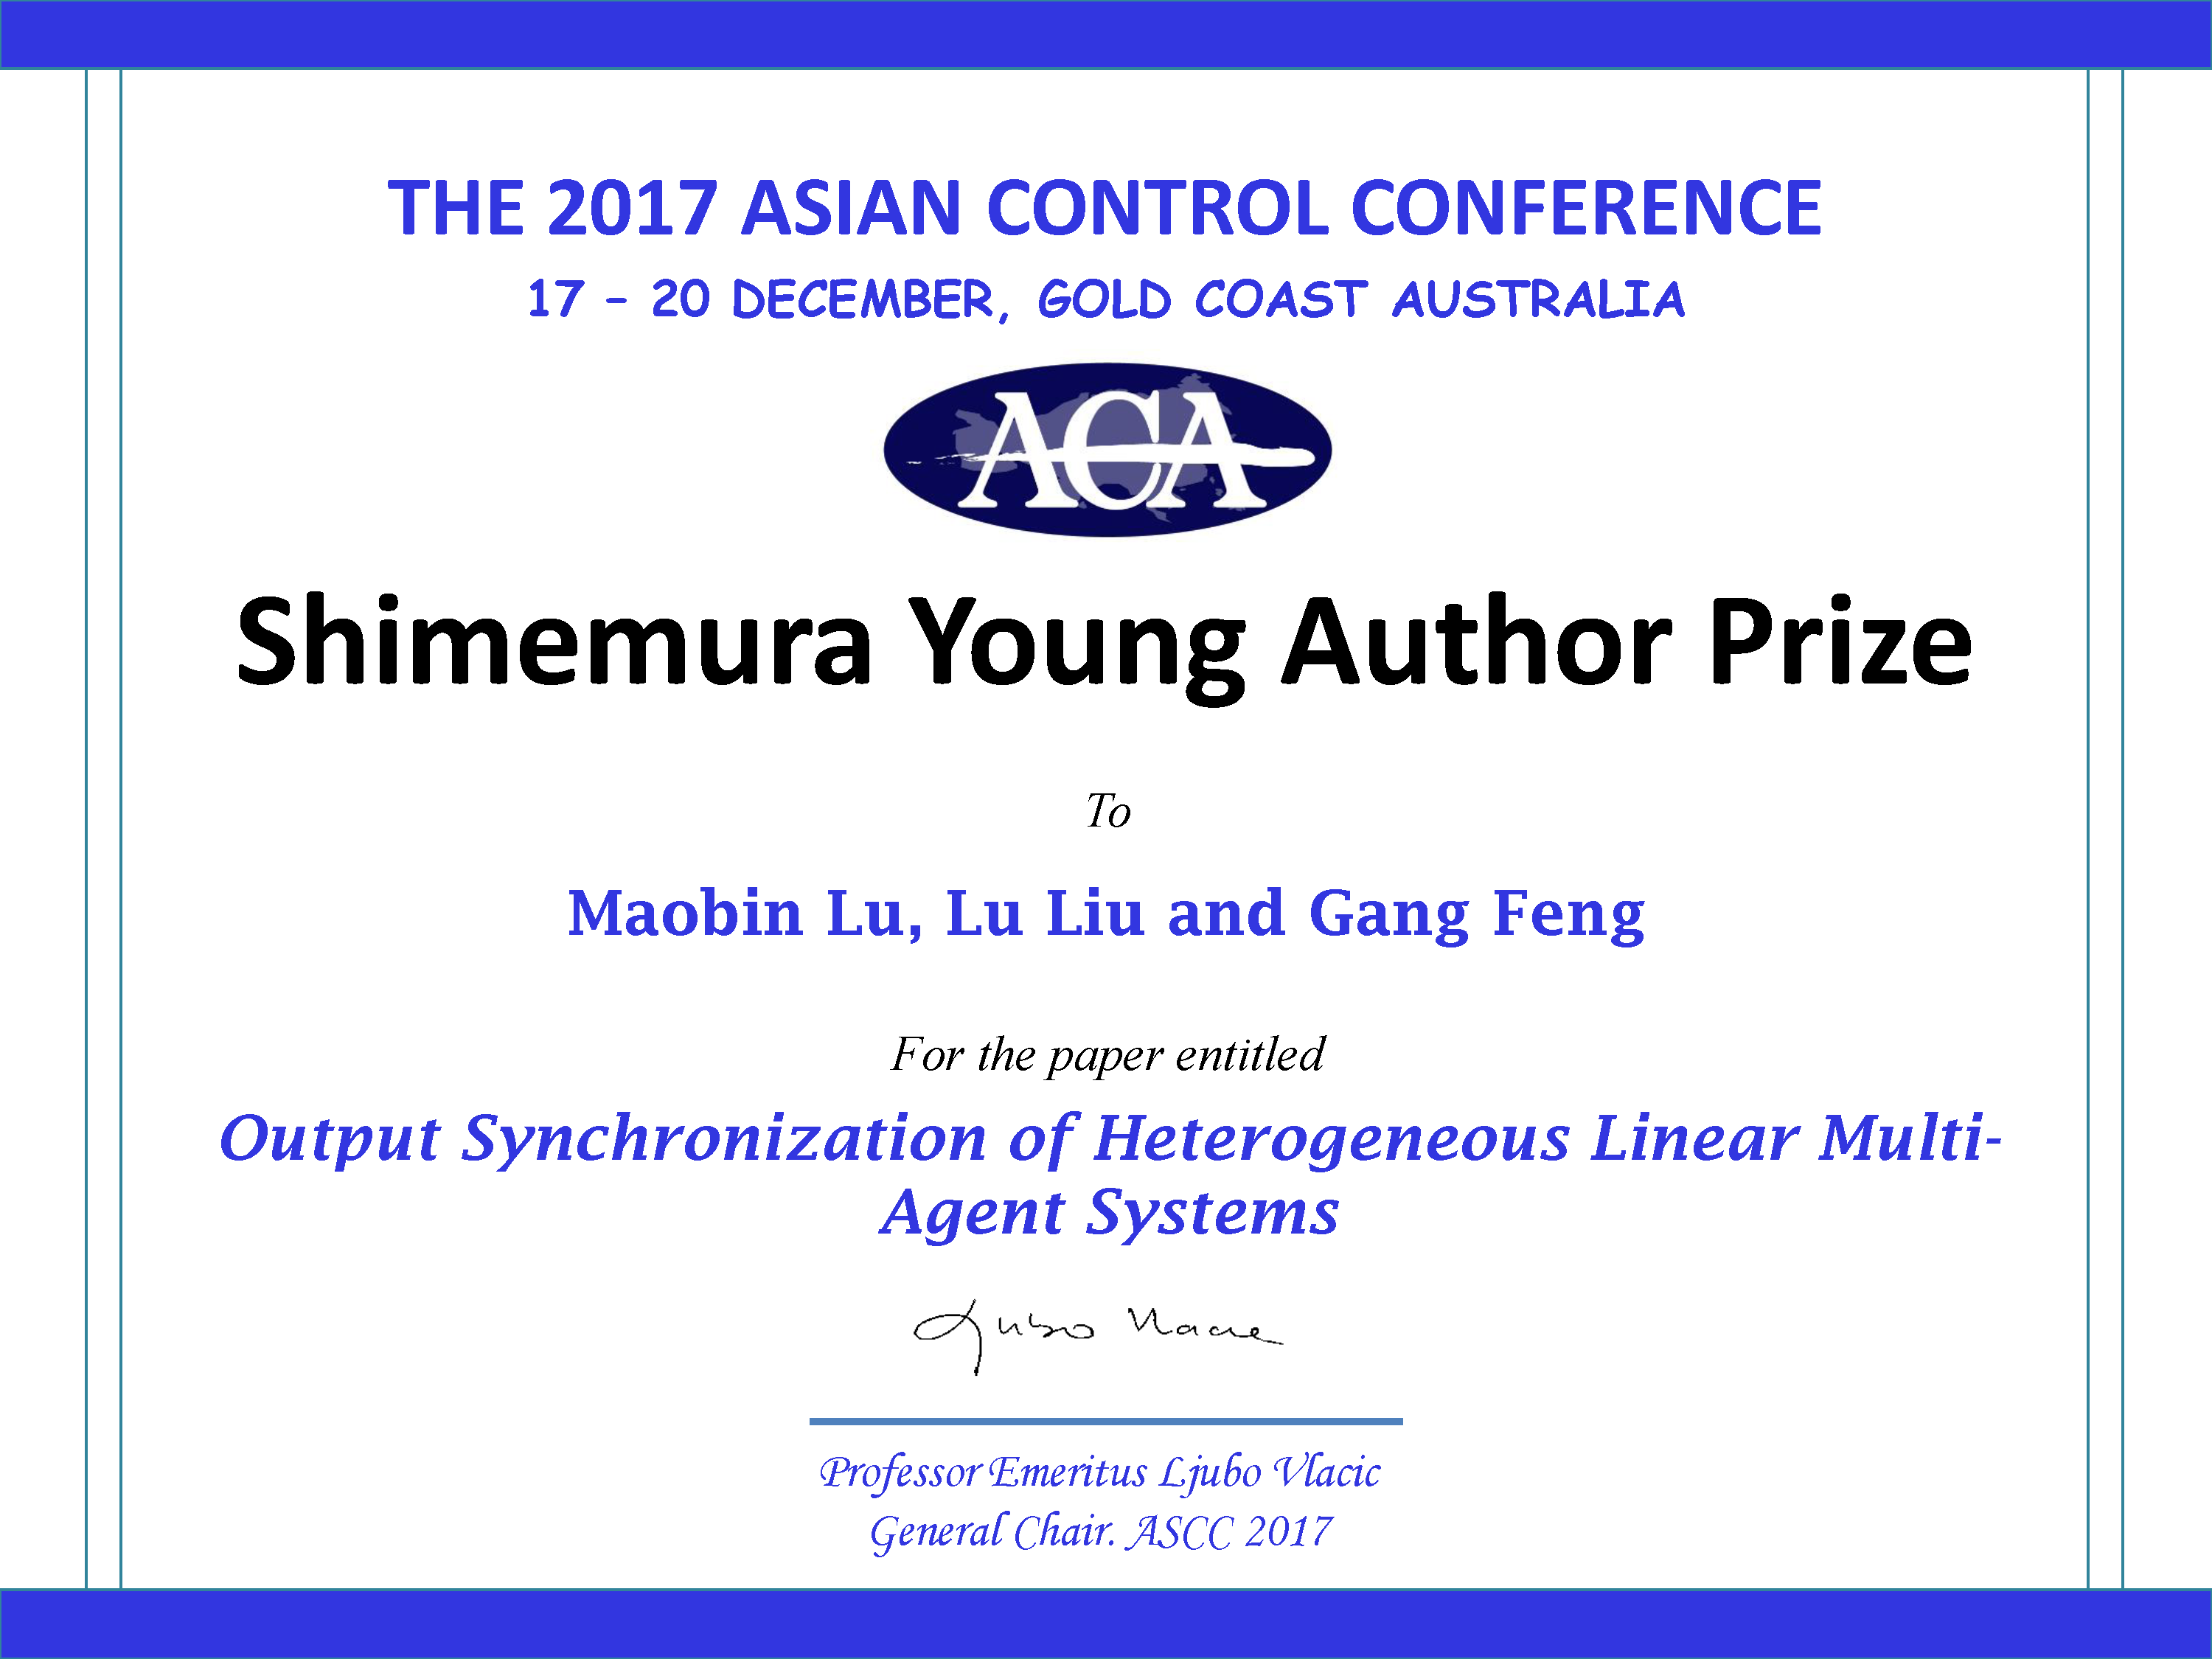 THE 2017 ASIAN CONTROL CONFERENCE
17 – 20 DECEMBER, GOLD COAST AUSTRALIA
ACA
Shimemura Young Author Prize
To
Maobin Lu, Lu Liu and Gang Feng
For the paper entitled
Output Synchronization of Heterogeneous Linear Multi-
Agent Systems
Ljubo Vlacic
Professor Emeritus Ljubo Vlacic
General Chair. ASCC 2017